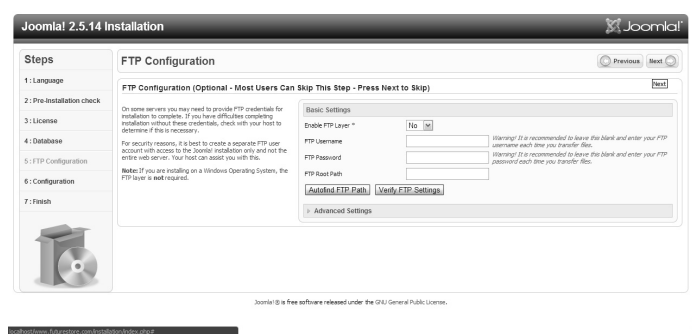 Joomla! 2.5.14 Installation
Joomla!
Steps
1 : Language
2 : Pre-Installation check
3 : License
4 : Database
5 : FTP Configuration
6 : Configuration
7 : Finish
FTP Configuration
Previous
Next
FTP Configuration (Optional - Most Users Can Skip This Step - Press Next to Skip)
Next
On some servers you may need to provide FTP credentials for
installation to complete. If you have difficulties completing
installation without these credentials, check with your host to
determine if this is necessary.
For security reasons, it is best to create a separate FTP user
account with access to the Joomla! installation only and not the
entire web server. Your host can assist you with this.
Note: If you are installing on a Windows Operating System, the
FTP layer is not required.
Basic Settings
Enable FTP Layer *
No
FTP Username
Warning! It is recommended to leave this blank and enter your FTP
username each time you transfer files.
FTP Password
Warning! It is recommended to leave this blank and enter your FTP
password each time you transfer files.
FTP Root Path
Autofind FTP Path
Verify FTP Settings
Advanced Settings
Joomla! ® is free software released under the GNU General Public License.
localhost/www.futurestore.com/installation/index.php#